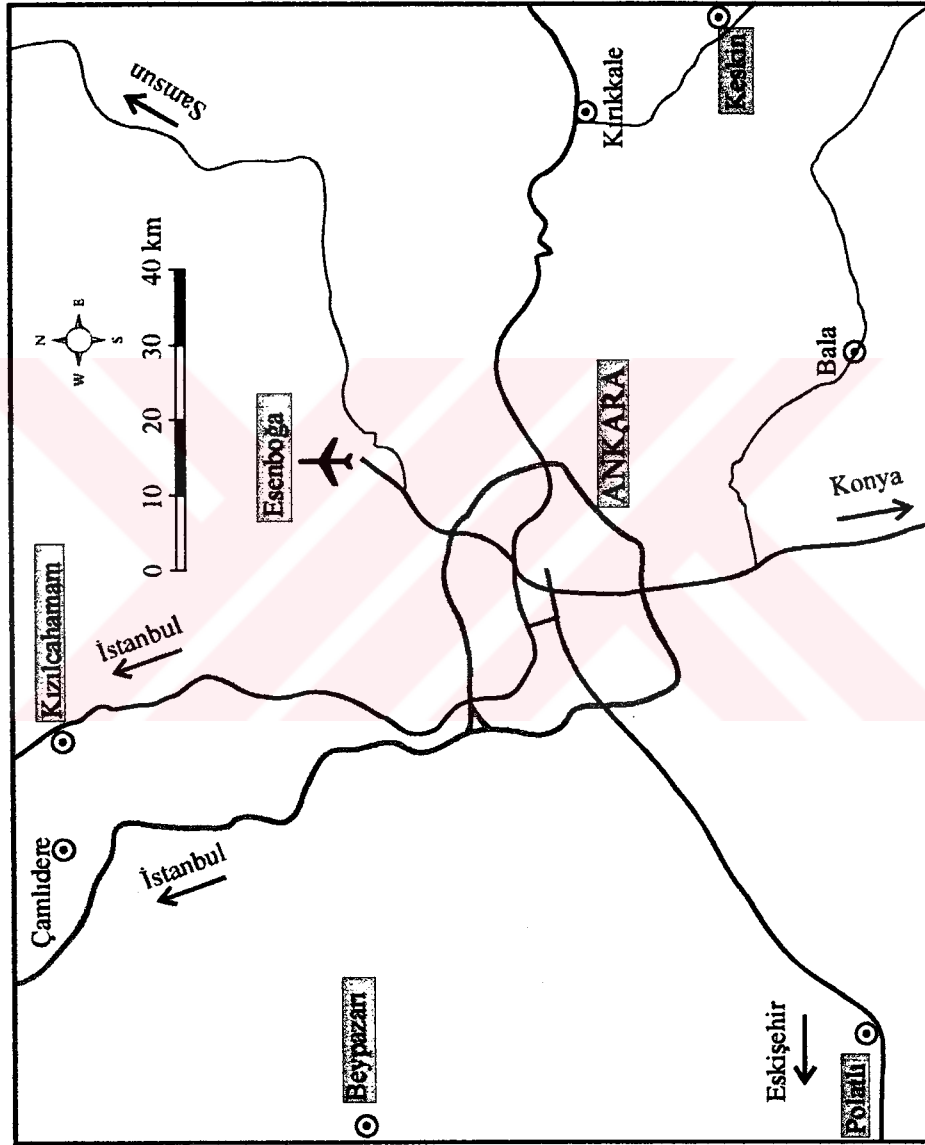 Kızılcahamam
Çamlıdere
İstanbul
İstanbul
Samsun
N
W
E
S
0 10 20 30 40 km
Esenboğa
Beypazarı
Kırıkkale
Keskin
ANKARA
Bala
Konya
Eskişehir
Polatlı